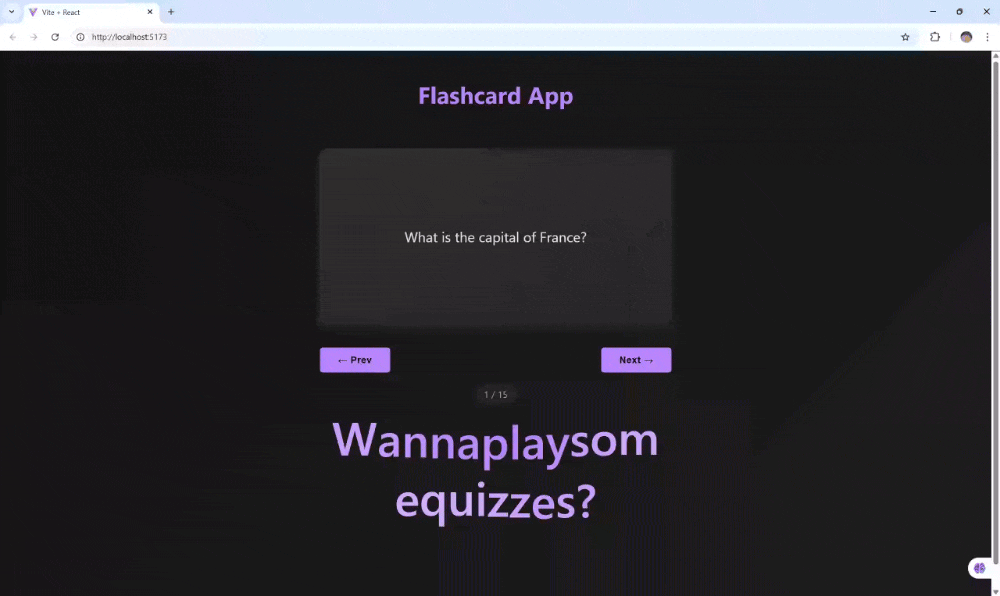 Vite + React
http://localhost:5173
Flashcard App
What is the capital of France?
← Prev
Next →
1 / 15
Wannaplaysom
equizzes?